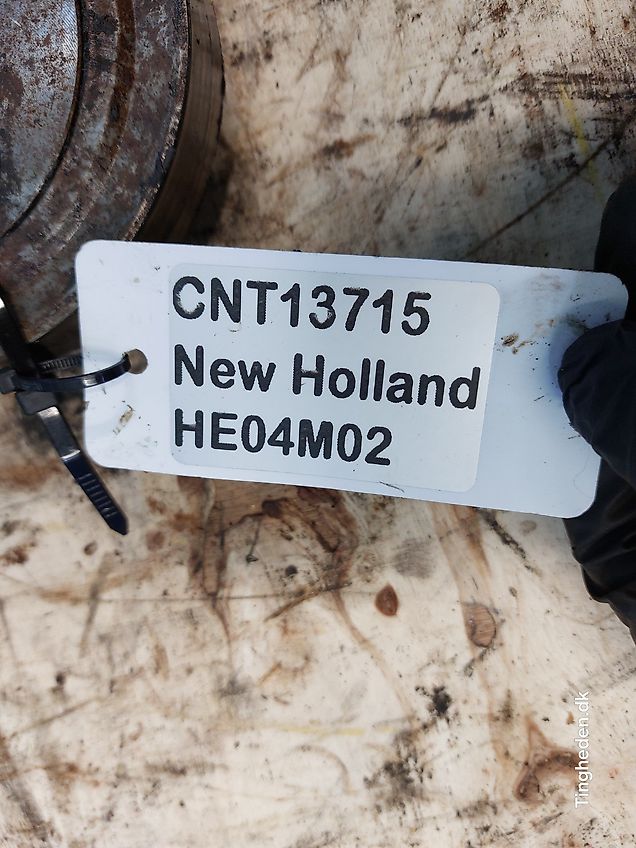 CNT13715
New Holland
HE04M02
Tingheden.dk